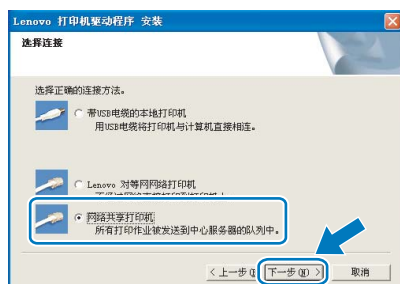 Lenovo 打印机驱动程序 安装
选择连接
选择正确的连接方法。
带USB电缆的本地打印机
用USB电缆将打印机与计算机直接相连。
Lenovo 对等网网络打印机
网络共享打印机
所有打印作业被发送到中心服务器的队列中。
<上一步 下一步(N) > 取消